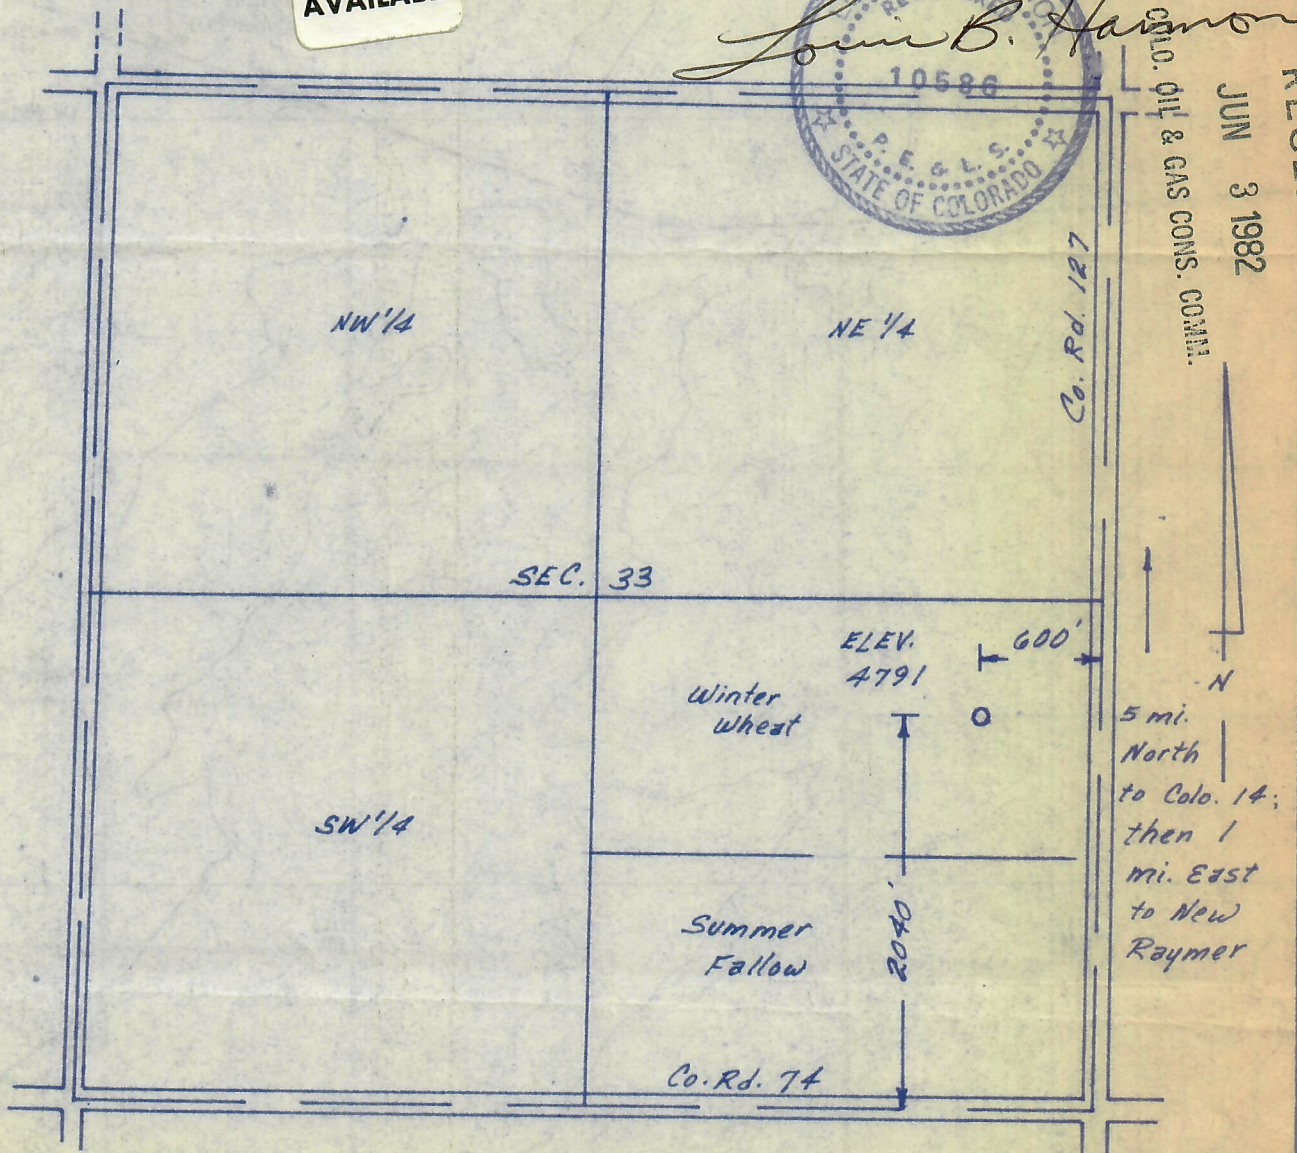 Louis B. Harmon
10586
P. E. & L. S.
STATE OF COLORADO
COLO. OIL & GAS CONS. COMM.
JUN 3 1982
NW 1/4
NE 1/4
Co. Rd. 127
SEC. 33
ELEV.
4791
600'
Winter
Wheat
N
5 mi.
North
to Colo. 14;
then 1
mi. East
to New
Raymer
SW 1/4
2040'
Summer
Fallow
Co. Rd. 74